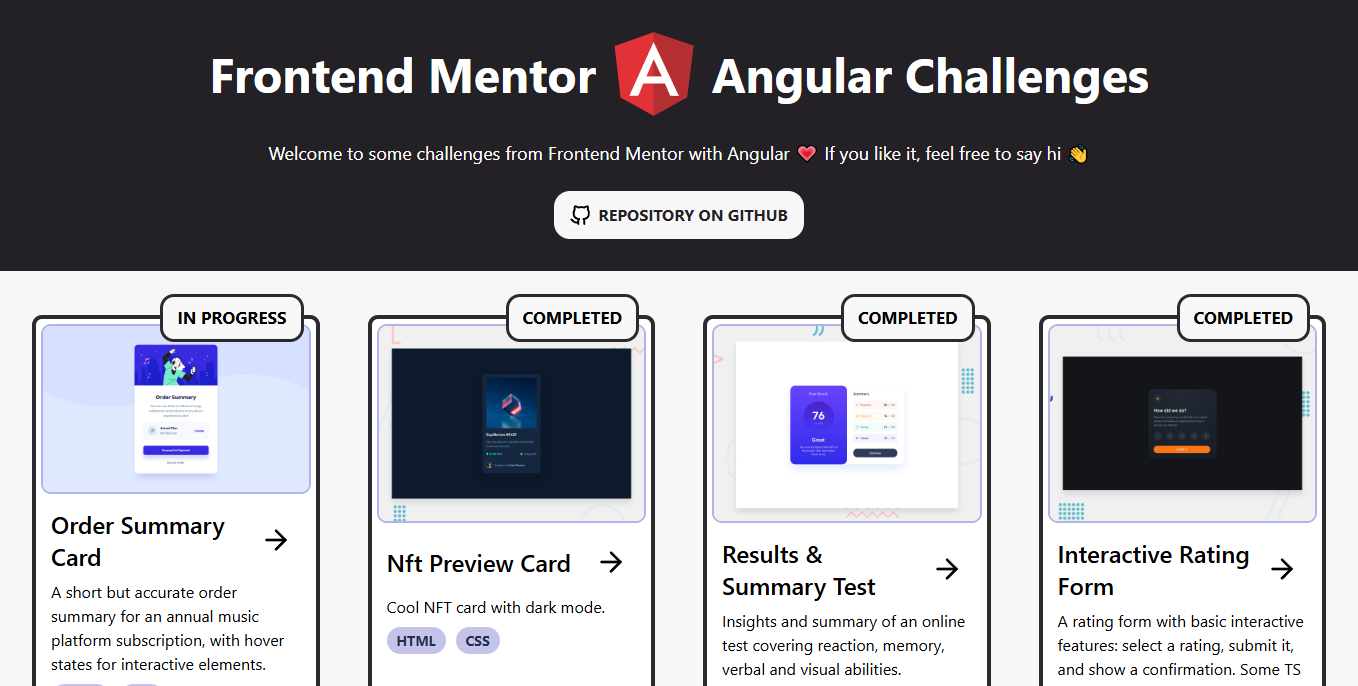 Frontend Mentor Angular Challenges
Welcome to some challenges from Frontend Mentor with Angular ❤️ If you like it, feel free to say hi 👋
REPOSITORY ON GITHUB
IN PROGRESS
Order Summary
Order Summary
Card
A short but accurate order
summary for an annual music
platform subscription, with hover
states for interactive elements.
COMPLETED
Nft Preview Card
Cool NFT card with dark mode.
HTML CSS
COMPLETED
Your Result
76
Great
Summary
Continue
Results &
Summary Test
Insights and summary of an online
test covering reaction, memory,
verbal and visual abilities.
COMPLETED
How did we do?
Interactive Rating
Form
A rating form with basic interactive
features: select a rating, submit it,
and show a confirmation. Some TS